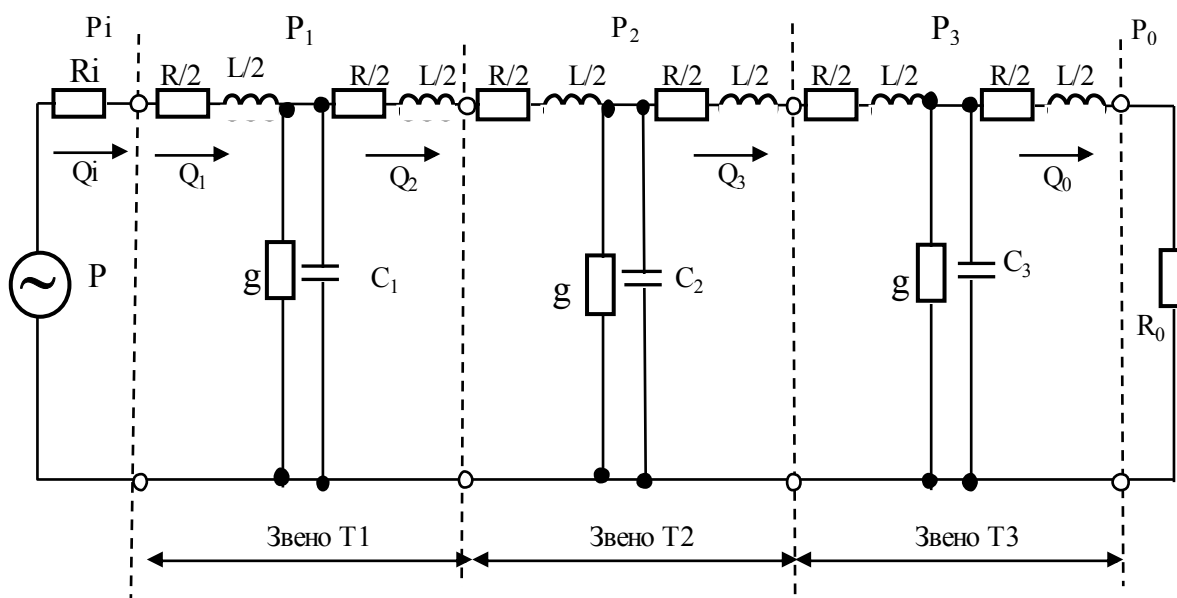 Pi P₁ P₂ P₃ P₀
Ri R/2 L/2 R/2 L/2 R/2 L/2 R/2 L/2 R/2 L/2 R/2 L/2
Qi Q₁ Q₂ Q₃ Q₀
P g C₁ g C₂ g C₃ R₀
Звено Т1 Звено Т2 Звено Т3